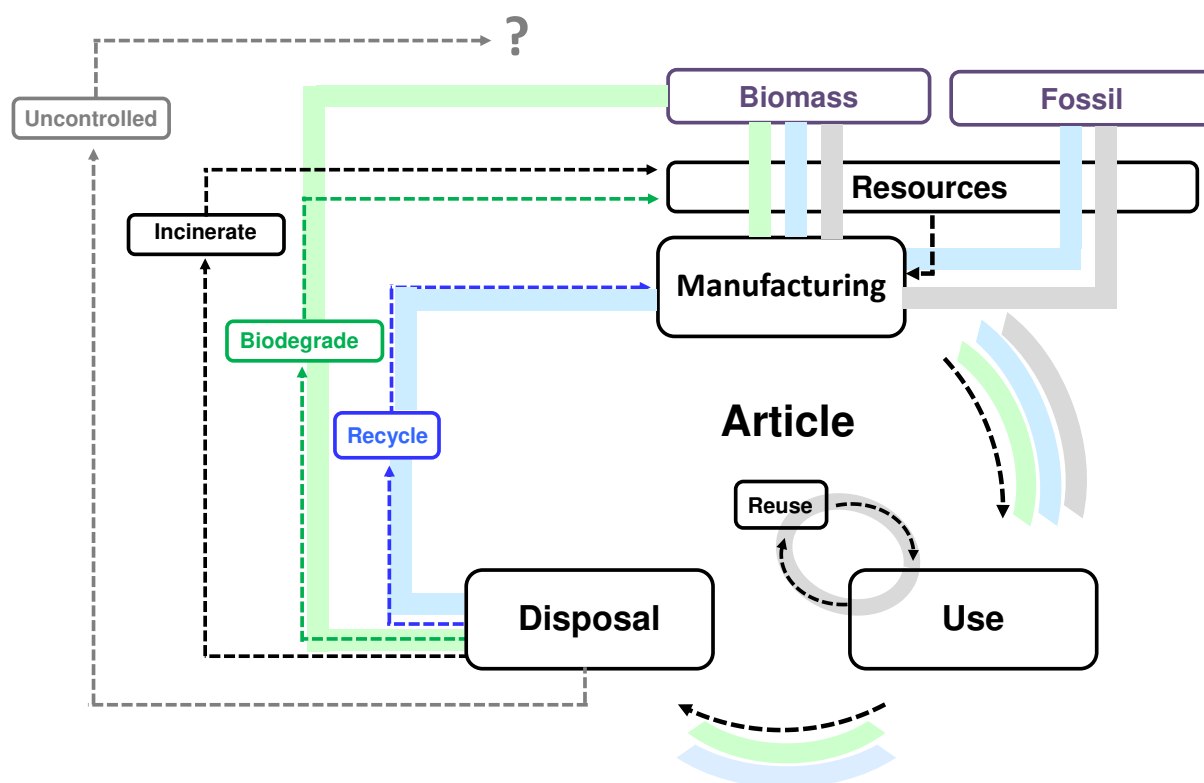 ?
Biomass
Fossil
Uncontrolled
Resources
Incinerate
Manufacturing
Biodegrade
Article
Recycle
Reuse
Disposal
Use